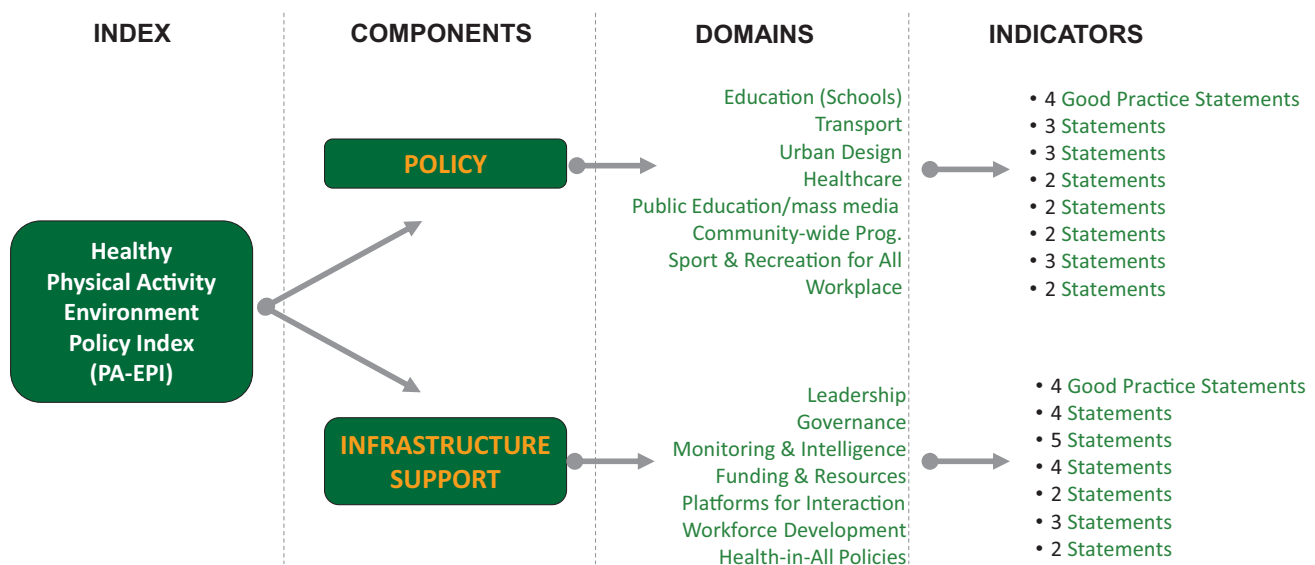 INDEX
COMPONENTS
DOMAINS
INDICATORS
Healthy
Physical Activity
Environment
Policy Index
(PA-EPI)
POLICY
Education (Schools)
Transport
Urban Design
Healthcare
Public Education/mass media
Community-wide Prog.
Sport & Recreation for All
Workplace
• 4 Good Practice Statements
• 3 Statements
• 3 Statements
• 2 Statements
• 2 Statements
• 2 Statements
• 3 Statements
• 2 Statements
INFRASTRUCTURE
SUPPORT
Leadership
Governance
Monitoring & Intelligence
Funding & Resources
Platforms for Interaction
Workforce Development
Health-in-All Policies
• 4 Good Practice Statements
• 4 Statements
• 5 Statements
• 4 Statements
• 2 Statements
• 3 Statements
• 2 Statements